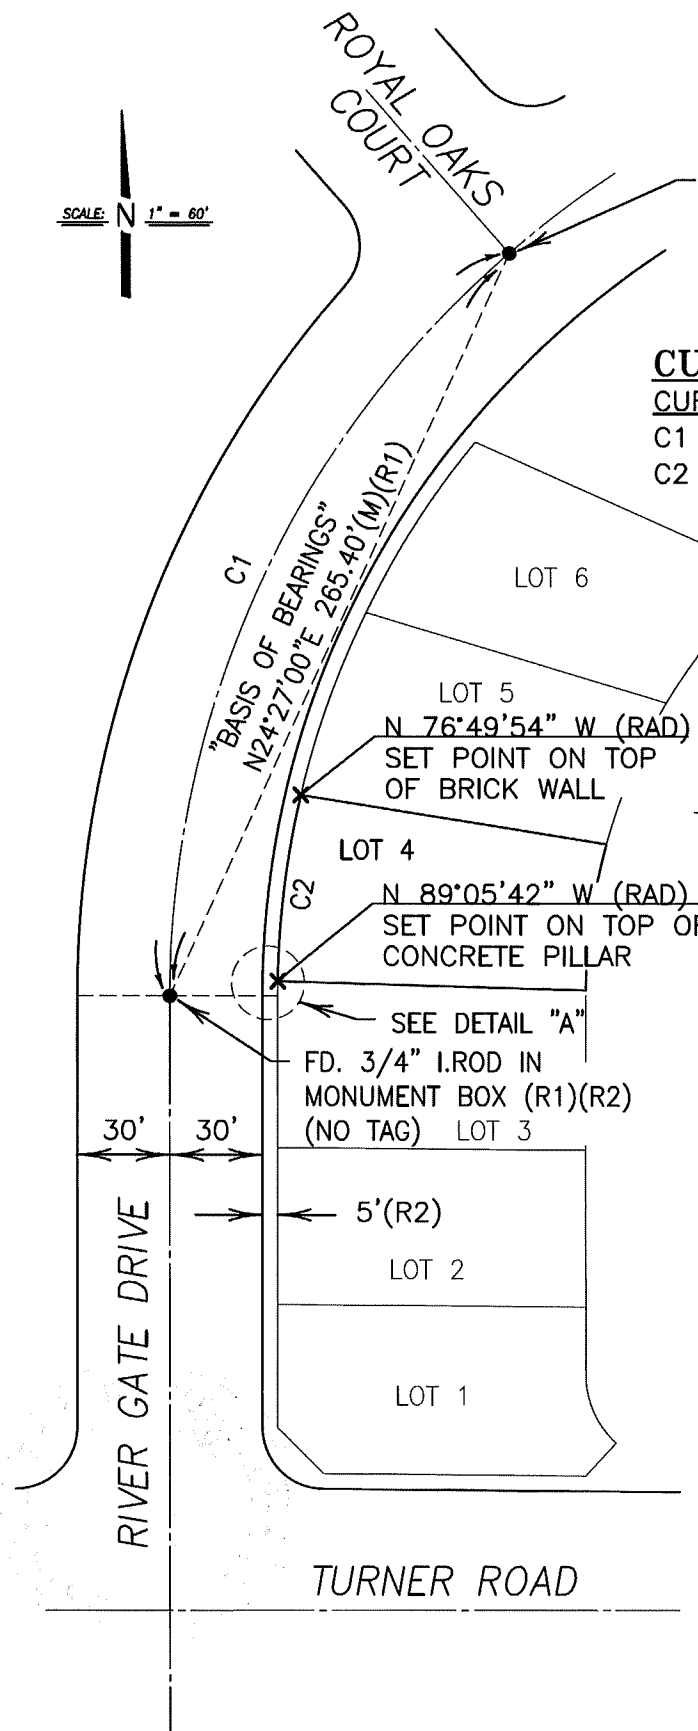 ROYAL OAKS
COURT
SCALE: N 1" = 60'
CU
CUR
C1
C2
C1
"BASIS OF BEARINGS"
N24°27'00"E 265.40'(M)(R1)
LOT 6
LOT 5
N 76°49'54" W (RAD)
SET POINT ON TOP
OF BRICK WALL
LOT 4
C2
N 89°05'42" W (RAD)
SET POINT ON TOP OF
CONCRETE PILLAR
SEE DETAIL "A"
FD. 3/4" I.ROD IN
MONUMENT BOX (R1)(R2)
(NO TAG)
LOT 3
30'
30'
5'(R2)
LOT 2
LOT 1
RIVER GATE DRIVE
TURNER ROAD